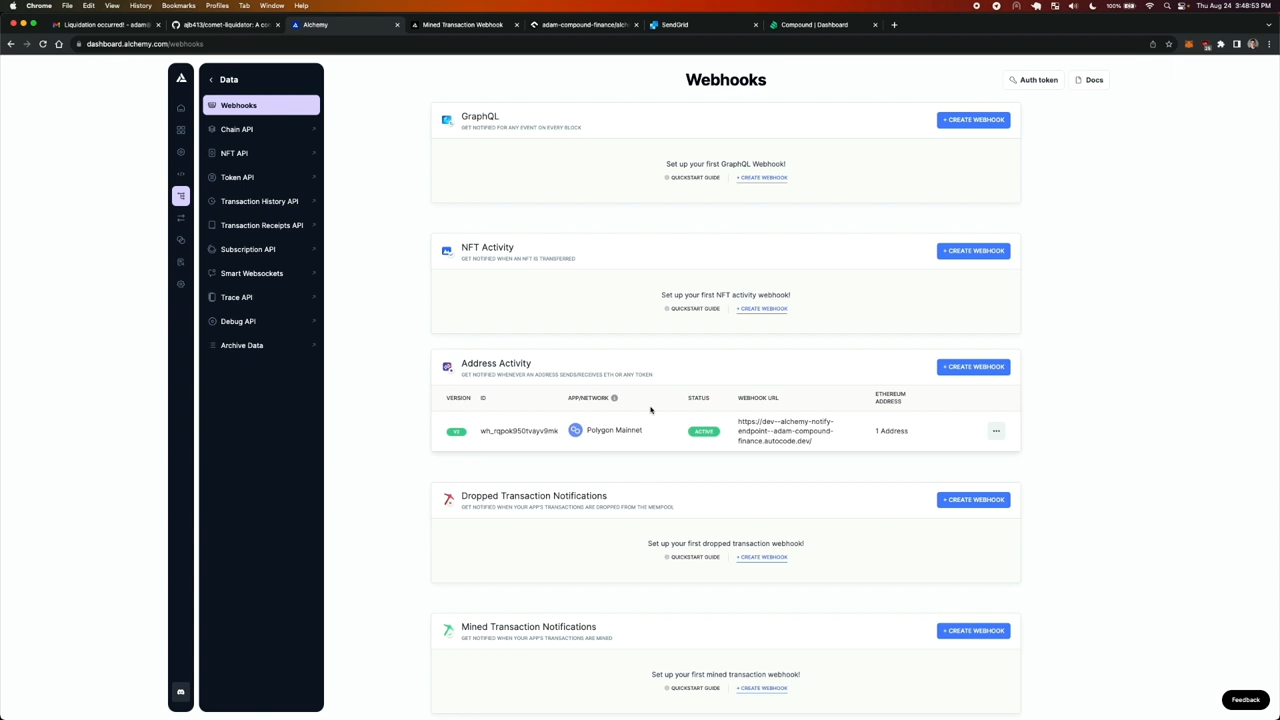 Chrome File Edit View History Bookmarks Profiles Tab Window Help
100% Thu Aug 24 3:48:53 PM
Liquidation occurred! - adam@
ajb413/comet-liquidator: A con
Alchemy
Mined Transaction Webhook
adam-compound-finance/alch
SendGrid
Compound | Dashboard
dashboard.alchemy.com/webhooks
Data
Webhooks
Chain API
NFT API
Token API
Transaction History API
Transaction Receipts API
Subscription API
Smart Websockets
Trace API
Debug API
Archive Data
Webhooks
Auth token
Docs
GraphQL
GET NOTIFIED FOR ANY EVENT ON EVERY BLOCK
+ CREATE WEBHOOK
Set up your first GraphQL Webhook!
QUICKSTART GUIDE
+ CREATE WEBHOOK
NFT Activity
GET NOTIFIED WHEN AN NFT IS TRANSFERRED
+ CREATE WEBHOOK
Set up your first NFT activity webhook!
QUICKSTART GUIDE
+ CREATE WEBHOOK
Address Activity
GET NOTIFIED WHENEVER AN ADDRESS SENDS/RECEIVES ETH OR ANY TOKEN
+ CREATE WEBHOOK
VERSION ID APP/NETWORK STATUS WEBHOOK URL ETHEREUM
ADDRESS
V2 wh_rqpok950tvayv9mk Polygon Mainnet ACTIVE
https://dev--alchemy-notify-
endpoint--adam-compound-
finance.autocode.dev/
1 Address
Dropped Transaction Notifications
GET NOTIFIED WHEN YOUR APP'S TRANSACTIONS ARE DROPPED FROM THE MEMPOOL
+ CREATE WEBHOOK
Set up your first dropped transaction webhook!
QUICKSTART GUIDE
+ CREATE WEBHOOK
Mined Transaction Notifications
GET NOTIFIED WHEN YOUR APP'S TRANSACTIONS ARE MINED
+ CREATE WEBHOOK
Set up your first mined transaction webhook!
QUICKSTART GUIDE
+ CREATE WEBHOOK
Feedback